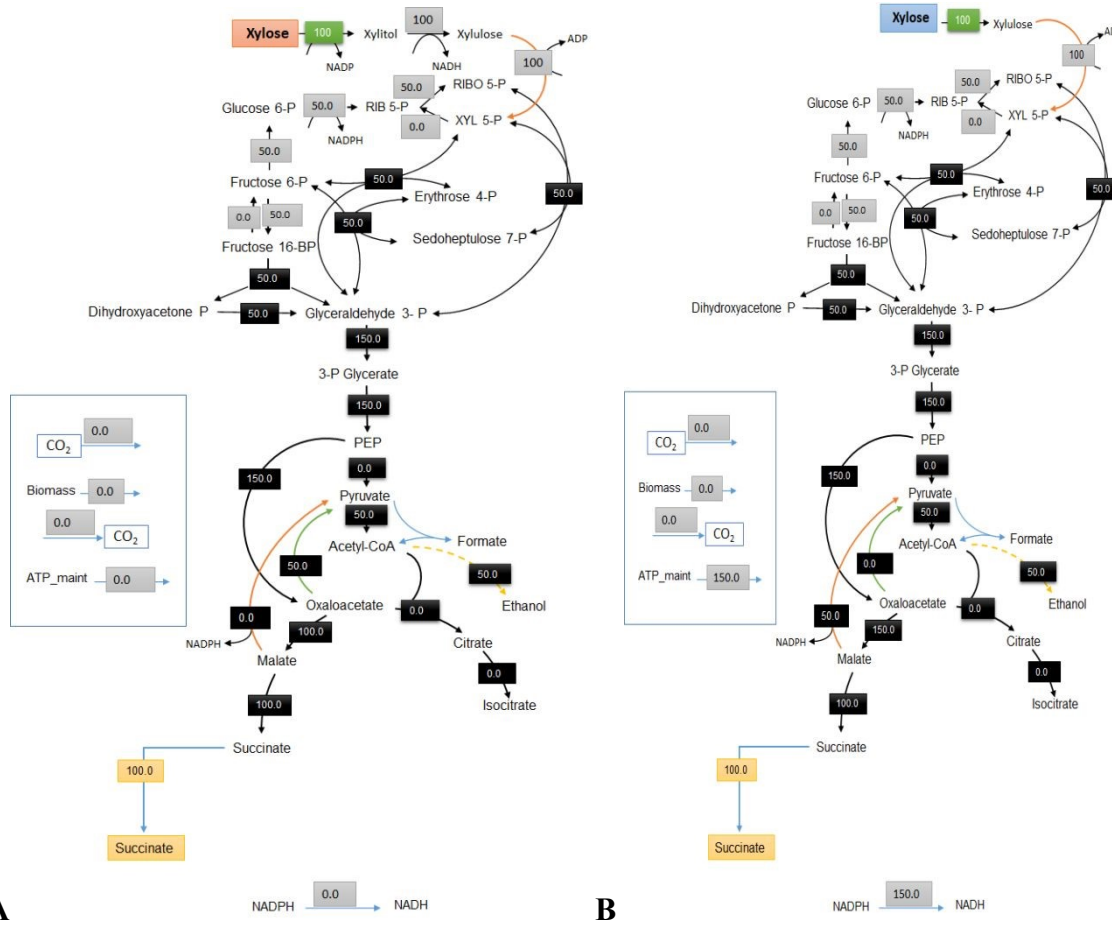 Xylose 100 Xylitol 100 Xylulose
NADP NADH 100 ADP
RIBO 5-P
50.0
Glucose 6-P 50.0 RIB 5-P
0.0 XYL 5-P
NADPH
50.0
Fructose 6-P 50.0 50.0
Erythrose 4-P
0.0 50.0 50.0
Sedoheptulose 7-P
Fructose 16-BP
50.0
Dihydroxyacetone P 50.0 Glyceraldehyde 3- P
150.0
3-P Glycerate
150.0
PEP
150.0 0.0
Pyruvate
50.0
Acetyl-CoA Formate
50.0 50.0
Ethanol
Oxaloacetate 0.0
0.0 100.0
NADPH Citrate
Malate 0.0
100.0 Isocitrate
Succinate
100.0
Succinate
CO2 0.0
Biomass 0.0
0.0 CO2
ATP_maint 0.0
NADPH 0.0 NADH
A
Xylose 100 Xylulose
100
RIBO 5-P
50.0
Glucose 6-P 50.0 RIB 5-P
0.0 XYL 5-P
NADPH
50.0
Fructose 6-P 50.0 50.0
Erythrose 4-P
0.0 50.0 50.0
Sedoheptulose 7-P
Fructose 16-BP
50.0
Dihydroxyacetone P 50.0 Glyceraldehyde 3- P
150.0
3-P Glycerate
150.0
PEP
150.0 0.0
Pyruvate
50.0
Acetyl-CoA Formate
0.0 50.0
Ethanol
Oxaloacetate 0.0
50.0 150.0
NADPH Citrate
Malate 0.0
100.0 Isocitrate
Succinate
100.0
Succinate
CO2 0.0
Biomass 0.0
0.0 CO2
ATP_maint 150.0
NADPH 150.0 NADH
B